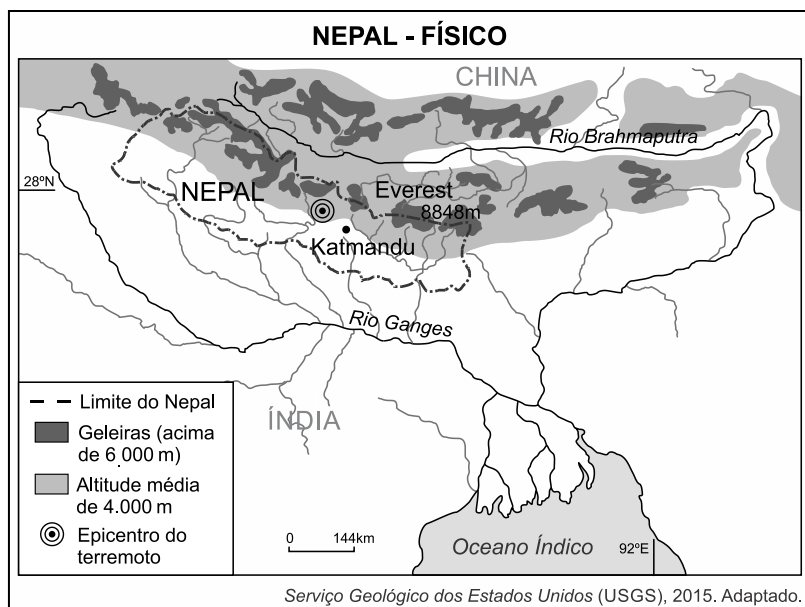 NEPAL - FÍSICO
CHINA
Rio Brahmaputra
28ºN
NEPAL
Everest
8848m
Katmandu
Rio Ganges
ÍNDIA
Limite do Nepal
Geleiras (acima
de 6.000 m)
Altitude média
de 4.000 m
Epicentro do
terremoto
0 144km
Oceano Índico
92ºE
Serviço Geológico dos Estados Unidos (USGS), 2015. Adaptado.